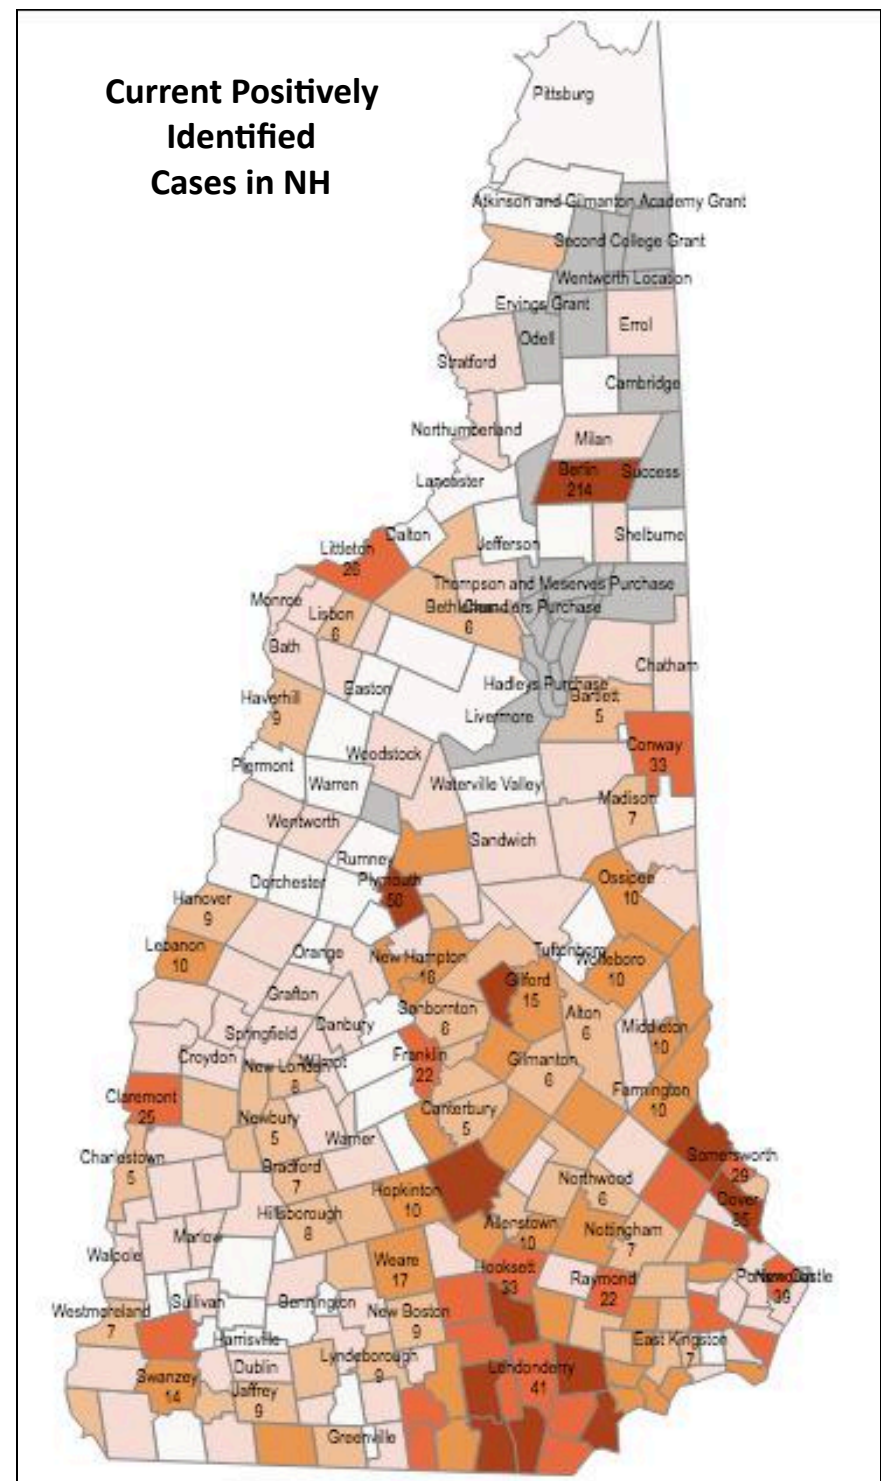 Current Positively
Identified
Cases in NH
Pittsburg
Atkinson and Gilmanton Academy Grant
Second College Grant
Wentworth Location
Ervings Grant
Errol
Odell
Stratford
Cambridge
Northumberland
Milan
Berlin
214
Success
Lancaster
Dalton
Jefferson
Shelburne
Littleton
26
Thompson and Meserves Purchase
Monroe
Lisbon
6
Bethlehem
6
Chandlers Purchase
Bath
Chatham
Easton
Hadleys Purchase
Haverhill
9
Bartlett
5
Livermore
Conway
33
Woodstock
Piermont
Warren
Waterville Valley
Madison
7
Wentworth
Sandwich
Rumney
Dorchester
Plymouth
50
Ossipee
10
Hanover
9
Lebanon
10
Orange
New Hampton
16
Tuftonboro
Wolfeboro
10
Gilford
15
Grafton
Sanbornton
6
Alton
6
Danbury
Springfield
Middleton
10
Croydon
New London
8
Wilmot
Franklin
22
Gilmanton
6
Claremont
25
Farmington
10
Newbury
5
Canterbury
5
Warner
Charlestown
5
Bradford
7
Somersworth
29
Northwood
6
Hopkinton
10
Dover
Hillsborough
8
Allenstown
10
Nottingham
7
Marlow
Walpole
Weare
17
Hooksett
33
Raymond
22
New Castle
39
Sullivan
Bennington
Westmoreland
7
New Boston
9
Harrisville
East Kingston
7
Lyndeborough
9
Dublin
Londonderry
41
Swanzey
14
Jaffrey
9
Greenville